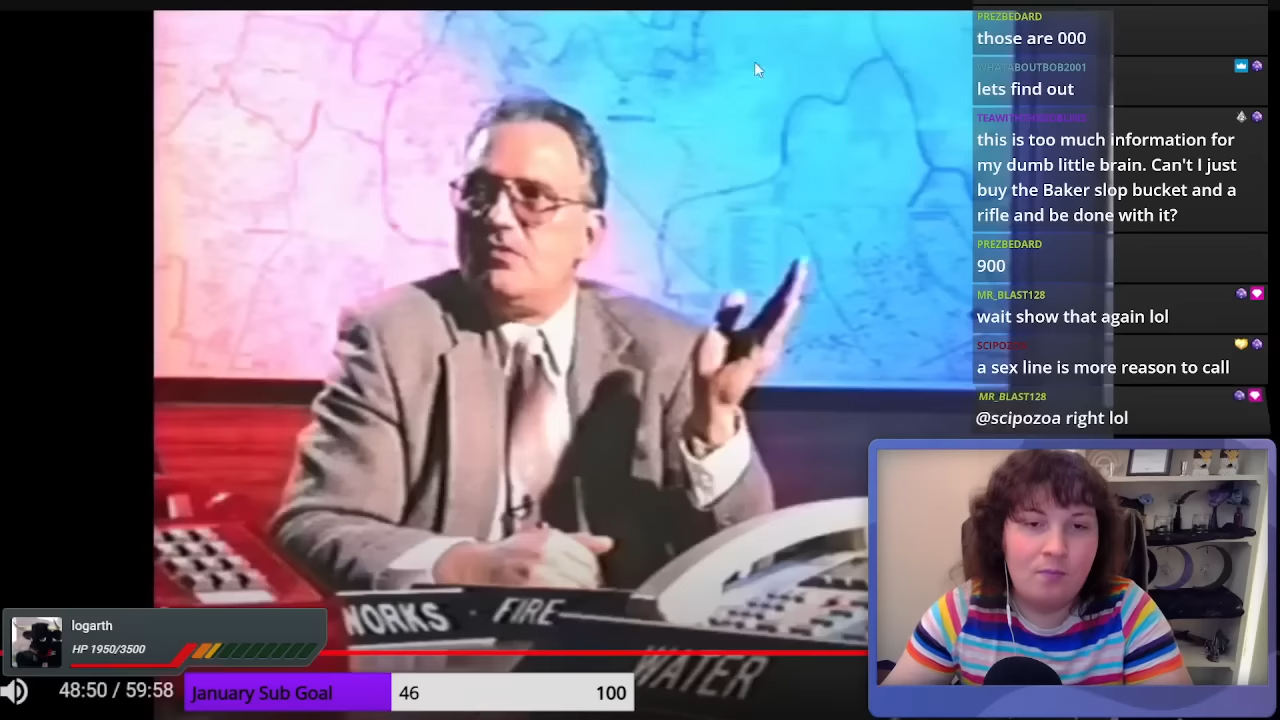 PREZBEDARD
those are 000
WHATABOUTBOB2001
lets find out
this is too much information for
my dumb little brain. Can't I just
buy the Baker slop bucket and a
rifle and be done with it?
PREZBEDARD
900
MR_BLAST128
wait show that again lol
a sex line is more reason to call
MR_BLAST128
@scipozoa right lol
WORKS
FIRE
WATER
logarth
HP 1950/3500
48:50 / 59:58
January Sub Goal
46
100